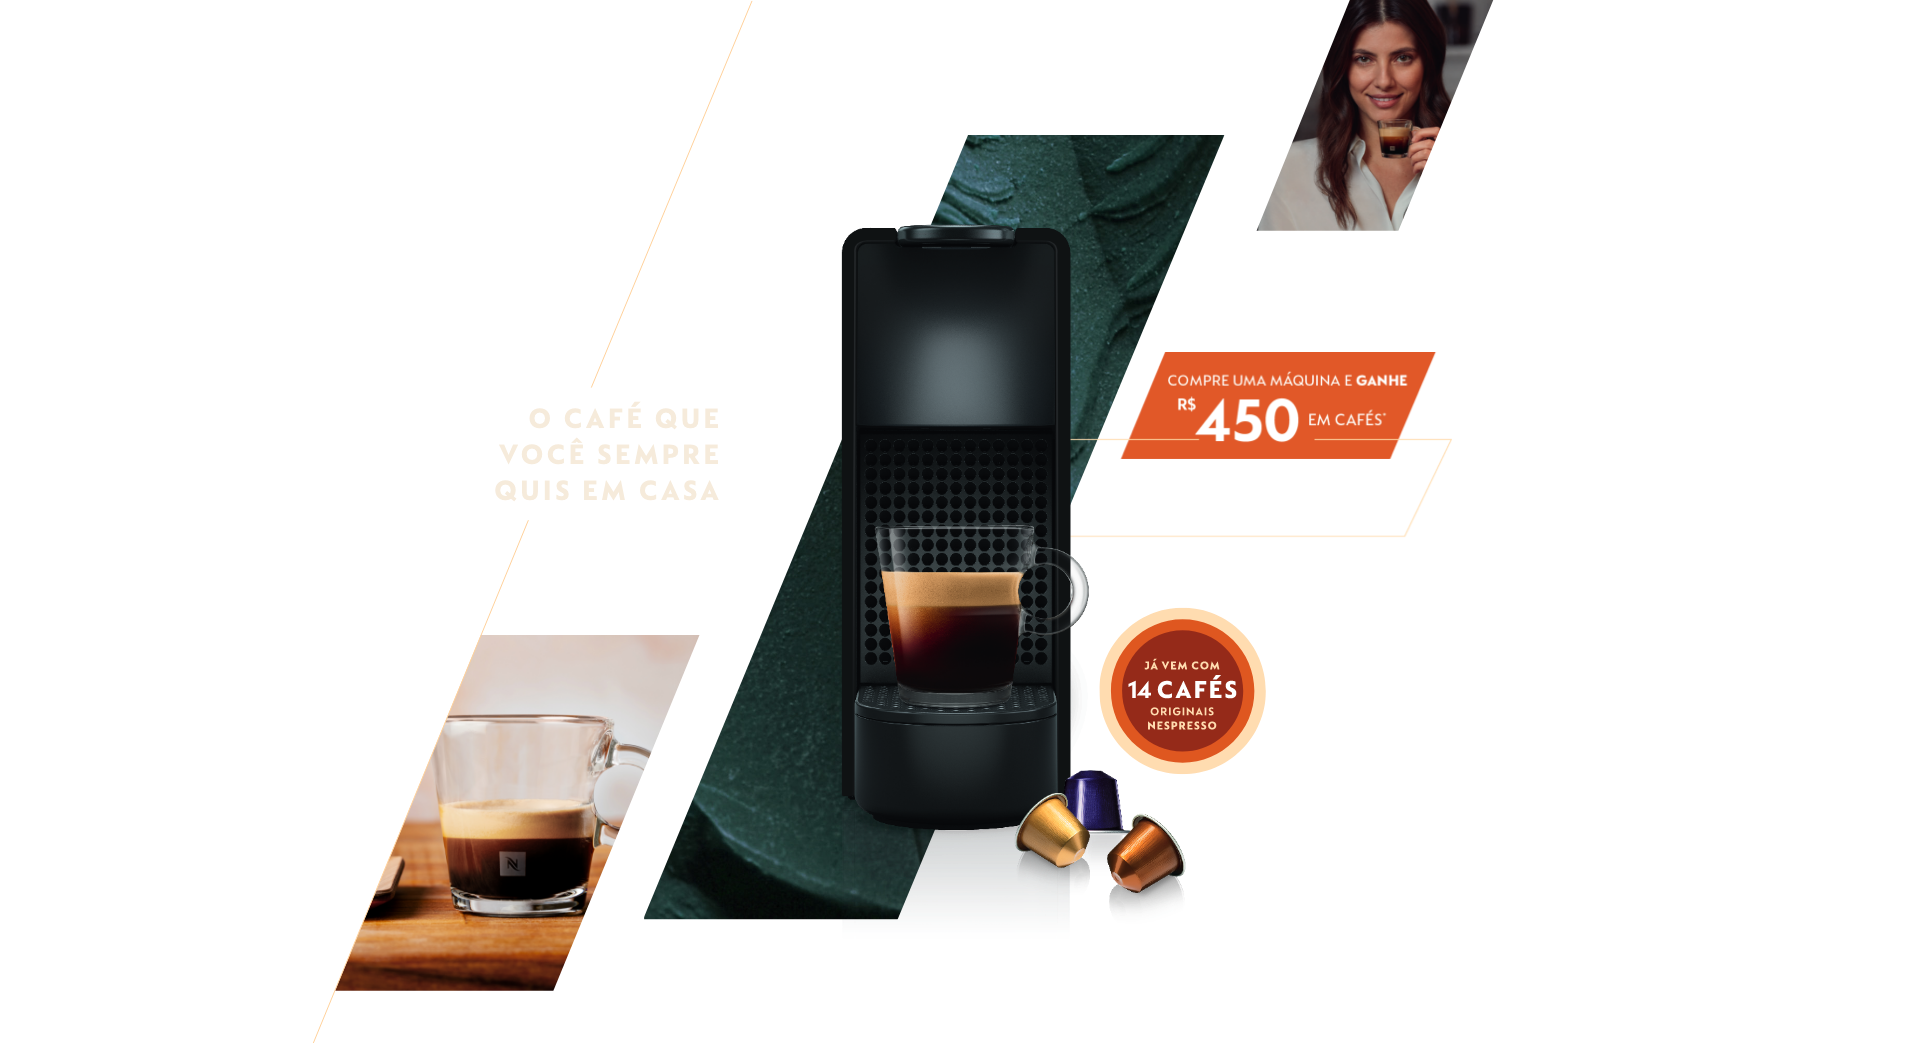 O CAFÉ QUE
VOCÊ SEMPRE
QUIS EM CASA
COMPRE UMA MÁQUINA E GANHE
R$ 450 EM CAFÉS*
JÁ VEM COM
14 CAFÉS
ORIGINAIS
NESPRESSO